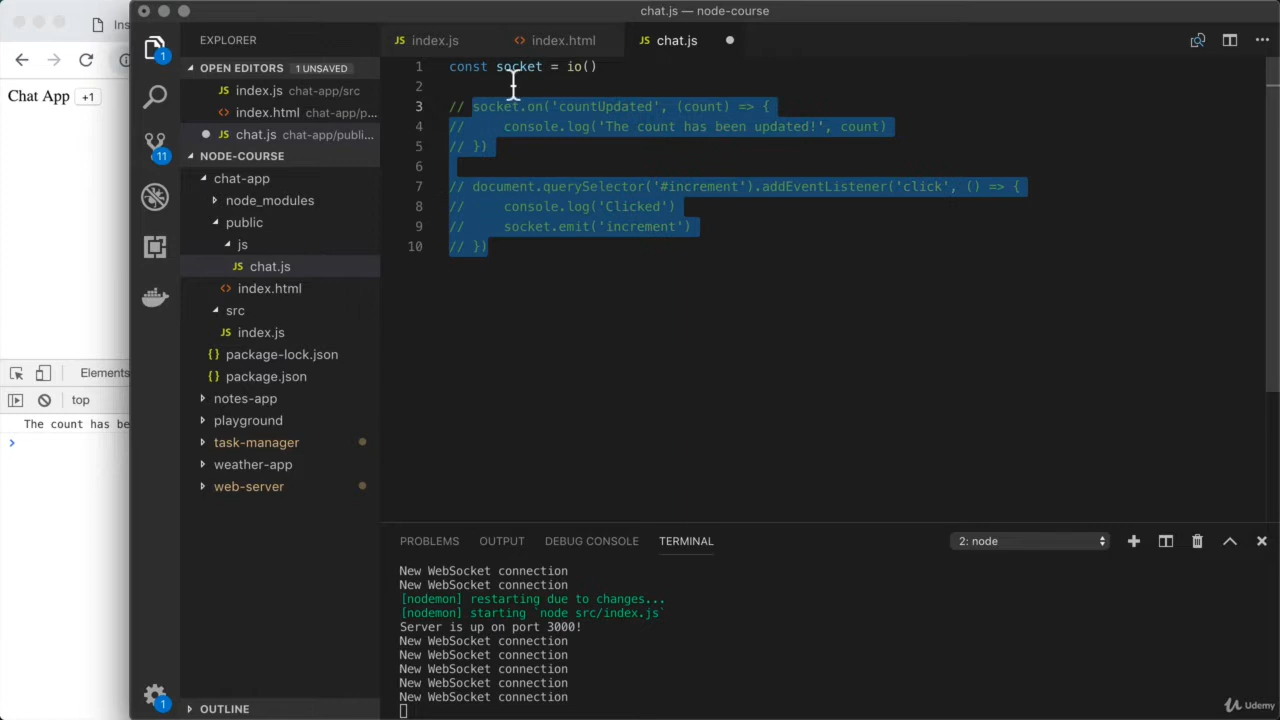 chat.js — node-course
Ins
EXPLORER
index.js
index.html
chat.js
OPEN EDITORS 1 UNSAVED
index.js chat-app/src
index.html chat-app/p...
chat.js chat-app/publi...
NODE-COURSE
chat-app
node_modules
public
js
chat.js
index.html
src
index.js
package-lock.json
package.json
notes-app
playground
task-manager
weather-app
web-server
OUTLINE
1
11
1
Chat App +1
Elements
top
The count has be
1 const socket = io()
2
3 // socket.on('countUpdated', (count) => {
4 //     console.log('The count has been updated!', count)
5 // })
6
7 // document.querySelector('#increment').addEventListener('click', () => {
8 //     console.log('Clicked')
9 //     socket.emit('increment')
10 // })
PROBLEMS OUTPUT DEBUG CONSOLE TERMINAL 2: node
New WebSocket connection
New WebSocket connection
[nodemon] restarting due to changes...
[nodemon] starting `node src/index.js`
Server is up on port 3000!
New WebSocket connection
New WebSocket connection
New WebSocket connection
New WebSocket connection
New WebSocket connection
Udemy